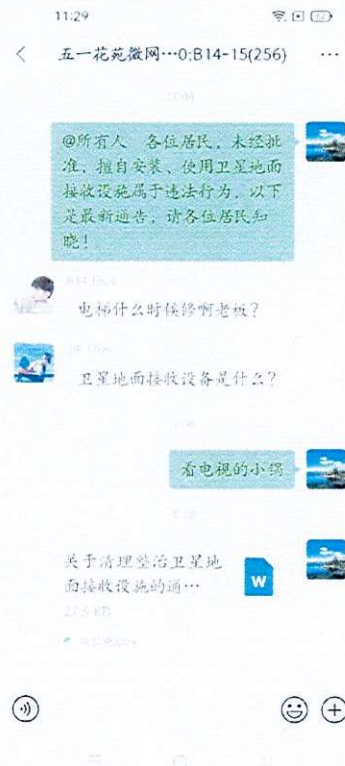 11:29
五一花苑微网…0;B14-15(256)
@所有人 各位居民,未经批
准,擅自安装、使用卫星地面
接收设施属于违法行为,以下
是最新通告,请各位居民知
晓!
电梯什么时候修啊老板?
卫星地面接收设备是什么?
看电视的小锅
关于清理整治卫星地
面接收设施的通…
W